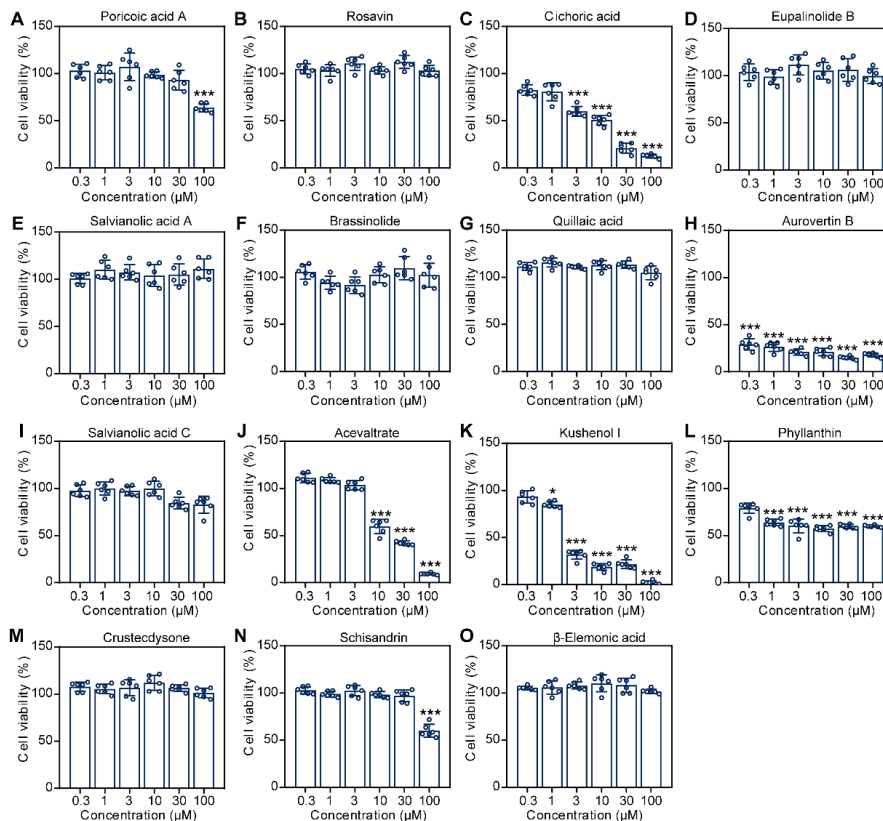 A Poricoic acid A
B Rosavin
C Cichoric acid
D Eupalinolide B
Cell viability (%)
150
100
50
0
***
0.3 1 3 10 30 100
Concentration (µM)
Cell viability (%)
150
100
50
0
0.3 1 3 10 30 100
Concentration (µM)
Cell viability (%)
150
100
50
0
*** *** *** ***
0.3 1 3 10 30 100
Concentration (µM)
Cell viability (%)
150
100
50
0
0.3 1 3 10 30 100
Concentration (µM)
E Salvianolic acid A
F Brassinolide
G Quillaic acid
H Aurovertin B
Cell viability (%)
150
100
50
0
0.3 1 3 10 30 100
Concentration (µM)
Cell viability (%)
150
100
50
0
0.3 1 3 10 30 100
Concentration (µM)
Cell viability (%)
150
100
50
0
0.3 1 3 10 30 100
Concentration (µM)
Cell viability (%)
150
100
50
0
*** *** *** *** *** ***
0.3 1 3 10 30 100
Concentration (µM)
I Salvianolic acid C
J Acevaltrate
K Kushenol I
L Phyllanthin
Cell viability (%)
150
100
50
0
0.3 1 3 10 30 100
Concentration (µM)
Cell viability (%)
150
100
50
0
*** *** ***
0.3 1 3 10 30 100
Concentration (µM)
Cell viability (%)
150
100
50
0
* *** *** *** ***
0.3 1 3 10 30 100
Concentration (µM)
Cell viability (%)
150
100
50
0
*** *** *** *** ***
0.3 1 3 10 30 100
Concentration (µM)
M Crustecdysone
N Schisandrin
O β-Elemonic acid
Cell viability (%)
150
100
50
0
0.3 1 3 10 30 100
Concentration (µM)
Cell viability (%)
150
100
50
0
***
0.3 1 3 10 30 100
Concentration (µM)
Cell viability (%)
150
100
50
0
0.3 1 3 10 30 100
Concentration (µM)